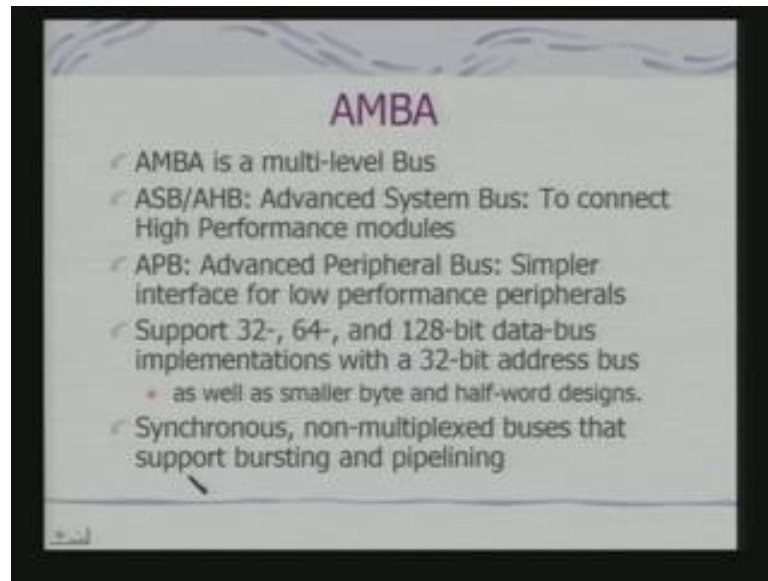 AMBA
AMBA is a multi-level Bus
ASB/AHB: Advanced System Bus: To connect
High Performance modules
APB: Advanced Peripheral Bus: Simpler
interface for low performance peripherals
Support 32-, 64-, and 128-bit data-bus
implementations with a 32-bit address bus
as well as smaller byte and half-word designs.
Synchronous, non-multiplexed buses that
support bursting and pipelining